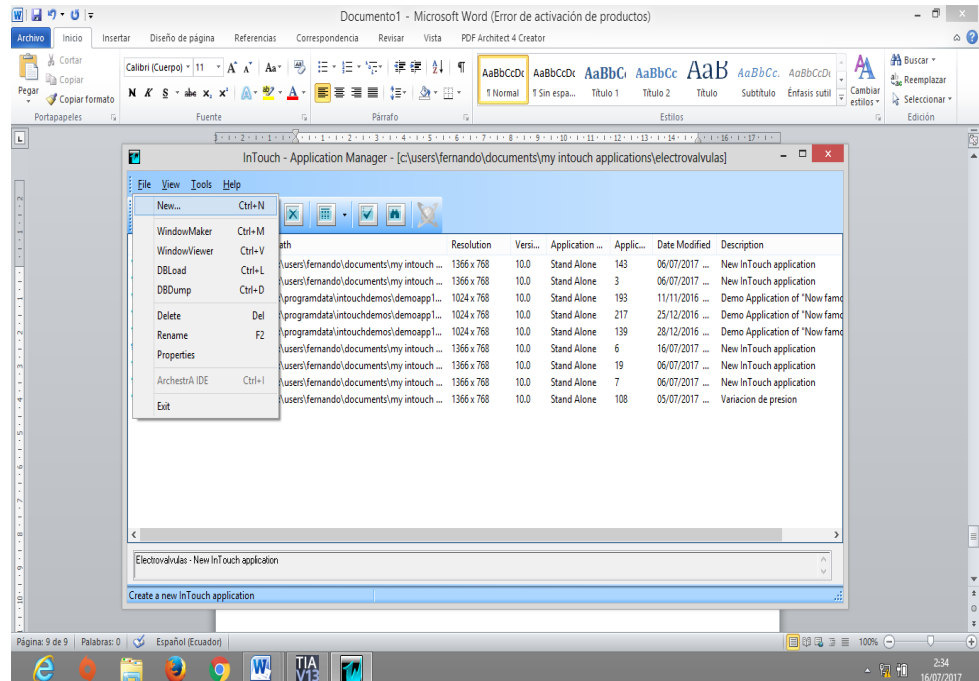 Documento1 - Microsoft Word (Error de activación de productos)
Archivo Inicio Insertar Diseño de página Referencias Correspondencia Revisar Vista PDF Architect 4 Creator
Pegar
Cortar
Copiar
Copiar formato
Portapapeles
Calibri (Cuerpo) 11
N K S abc x, x²
Fuente
Párrafo
AaBbCcDc AaBbCcDc AaBbC AaBbCc AaB AaBbCc. AaBbCcDi
¶ Normal ¶ Sin espa... Título 1 Título 2 Título Subtítulo Énfasis sutil
Estilos
Cambiar estilos
Buscar
Reemplazar
Seleccionar
Edición
InTouch - Application Manager - [c:\users\fernando\documents\my intouch applications\electrovalvulas]
File View Tools Help
New... Ctrl+N
WindowMaker Ctrl+M
WindowViewer Ctrl+V
DBLoad Ctrl+L
DBDump Ctrl+D
Delete Del
Rename F2
Properties
ArchestrA IDE Ctrl+I
Exit
ath Resolution Versi... Application ... Applic... Date Modified Description
\users\fernando\documents\my intouch ... 1366 x 768 10.0 Stand Alone 143 06/07/2017 ... New InTouch application
\users\fernando\documents\my intouch ... 1366 x 768 10.0 Stand Alone 3 06/07/2017 ... New InTouch application
\programdata\intouchdemos\demoapp1... 1024 x 768 10.0 Stand Alone 193 11/11/2016 ... Demo Application of "Now famo
\programdata\intouchdemos\demoapp1... 1024 x 768 10.0 Stand Alone 217 25/12/2016 ... Demo Application of "Now famo
\programdata\intouchdemos\demoapp1... 1024 x 768 10.0 Stand Alone 139 28/12/2016 ... Demo Application of "Now famo
\users\fernando\documents\my intouch ... 1366 x 768 10.0 Stand Alone 6 16/07/2017 ... New InTouch application
\users\fernando\documents\my intouch ... 1366 x 768 10.0 Stand Alone 19 06/07/2017 ... New InTouch application
\users\fernando\documents\my intouch ... 1366 x 768 10.0 Stand Alone 7 06/07/2017 ... New InTouch application
\users\fernando\documents\my intouch ... 1366 x 768 10.0 Stand Alone 108 05/07/2017 ... Variacion de presion
Electrovalvulas - New InTouch application
Create a new InTouch application
Página: 9 de 9 Palabras: 0 Español (Ecuador) 100%
TIA V13
2:34
16/07/2017